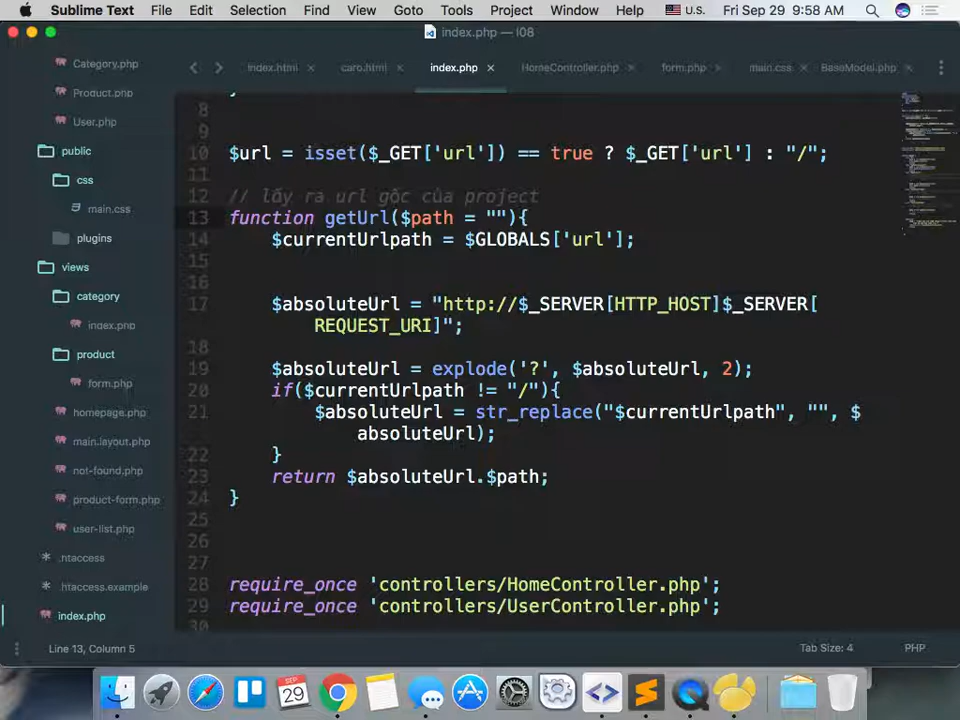 Sublime Text File Edit Selection Find View Goto Tools Project Window Help U.S. Fri Sep 29 9:58 AM
index.php — l08
index.html caro.html index.php HomeController.php form.php main.css BaseModel.php
Category.php
Product.php
User.php
public
css
main.css
plugins
views
category
index.php
product
form.php
homepage.php
main.layout.php
not-found.php
product-form.php
user-list.php
.htaccess
.htaccess.example
index.php
8
9
10 $url = isset($_GET['url']) == true ? $_GET['url'] : "/";
11
12 // lấy ra url gốc của project
13 function getUrl($path = ""){
14 $currentUrlpath = $GLOBALS['url'];
15
16
17 $absoluteUrl = "http://$_SERVER[HTTP_HOST]$_SERVER[
REQUEST_URI]";
18
19 $absoluteUrl = explode('?', $absoluteUrl, 2);
20 if($currentUrlpath != "/"){
21 $absoluteUrl = str_replace("$currentUrlpath", "", $
absoluteUrl);
22 }
23 return $absoluteUrl.$path;
24 }
25
26
27
28 require_once 'controllers/HomeController.php';
29 require_once 'controllers/UserController.php';
30
Line 13, Column 5 Tab Size: 4 PHP
SEP
29